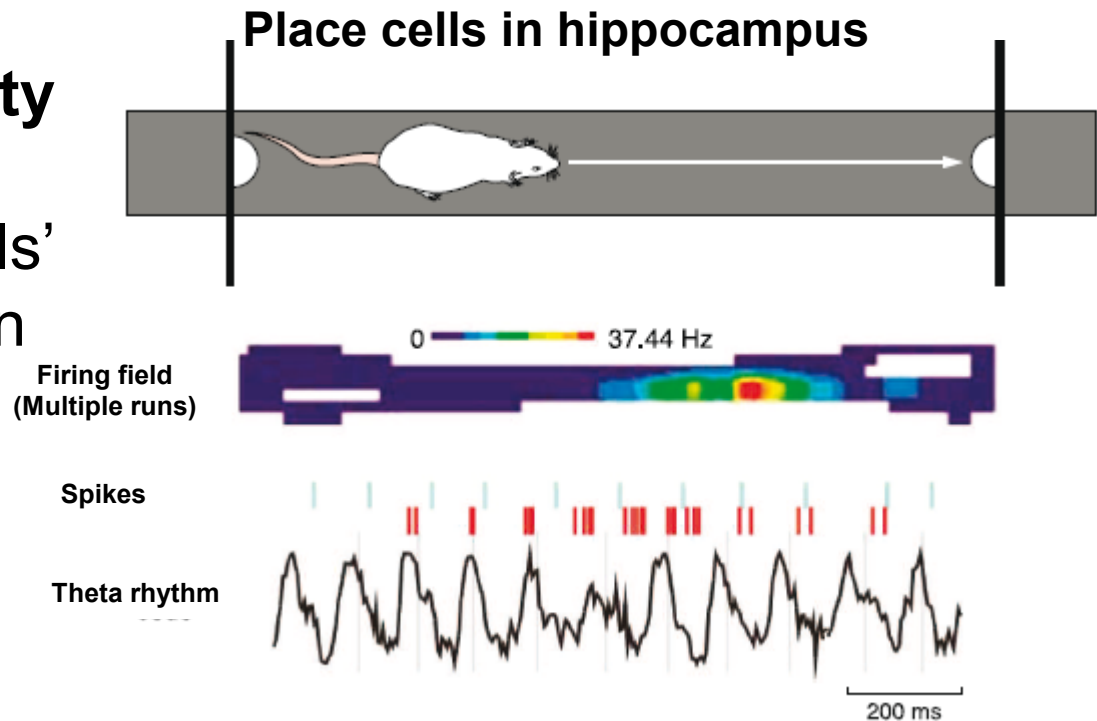 Place cells in hippocampus
ty
ls’
n
0 37.44 Hz
Firing field
(Multiple runs)
Spikes
Theta rhythm
200 ms